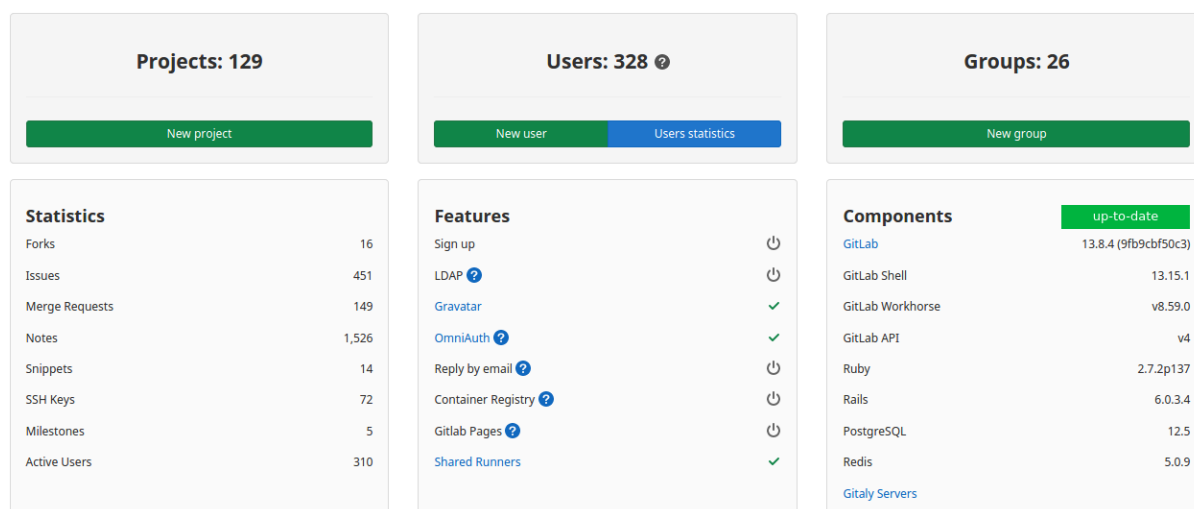 Projects: 129
New project
Users: 328
New user
Users statistics
Groups: 26
New group
Statistics
Forks 16
Issues 451
Merge Requests 149
Notes 1,526
Snippets 14
SSH Keys 72
Milestones 5
Active Users 310
Features
Sign up
LDAP
Gravatar
OmniAuth
Reply by email
Container Registry
Gitlab Pages
Shared Runners
Components up-to-date
GitLab 13.8.4 (9fb9cbf50c3)
GitLab Shell 13.15.1
GitLab Workhorse v8.59.0
GitLab API v4
Ruby 2.7.2p137
Rails 6.0.3.4
PostgreSQL 12.5
Redis 5.0.9
Gitaly Servers